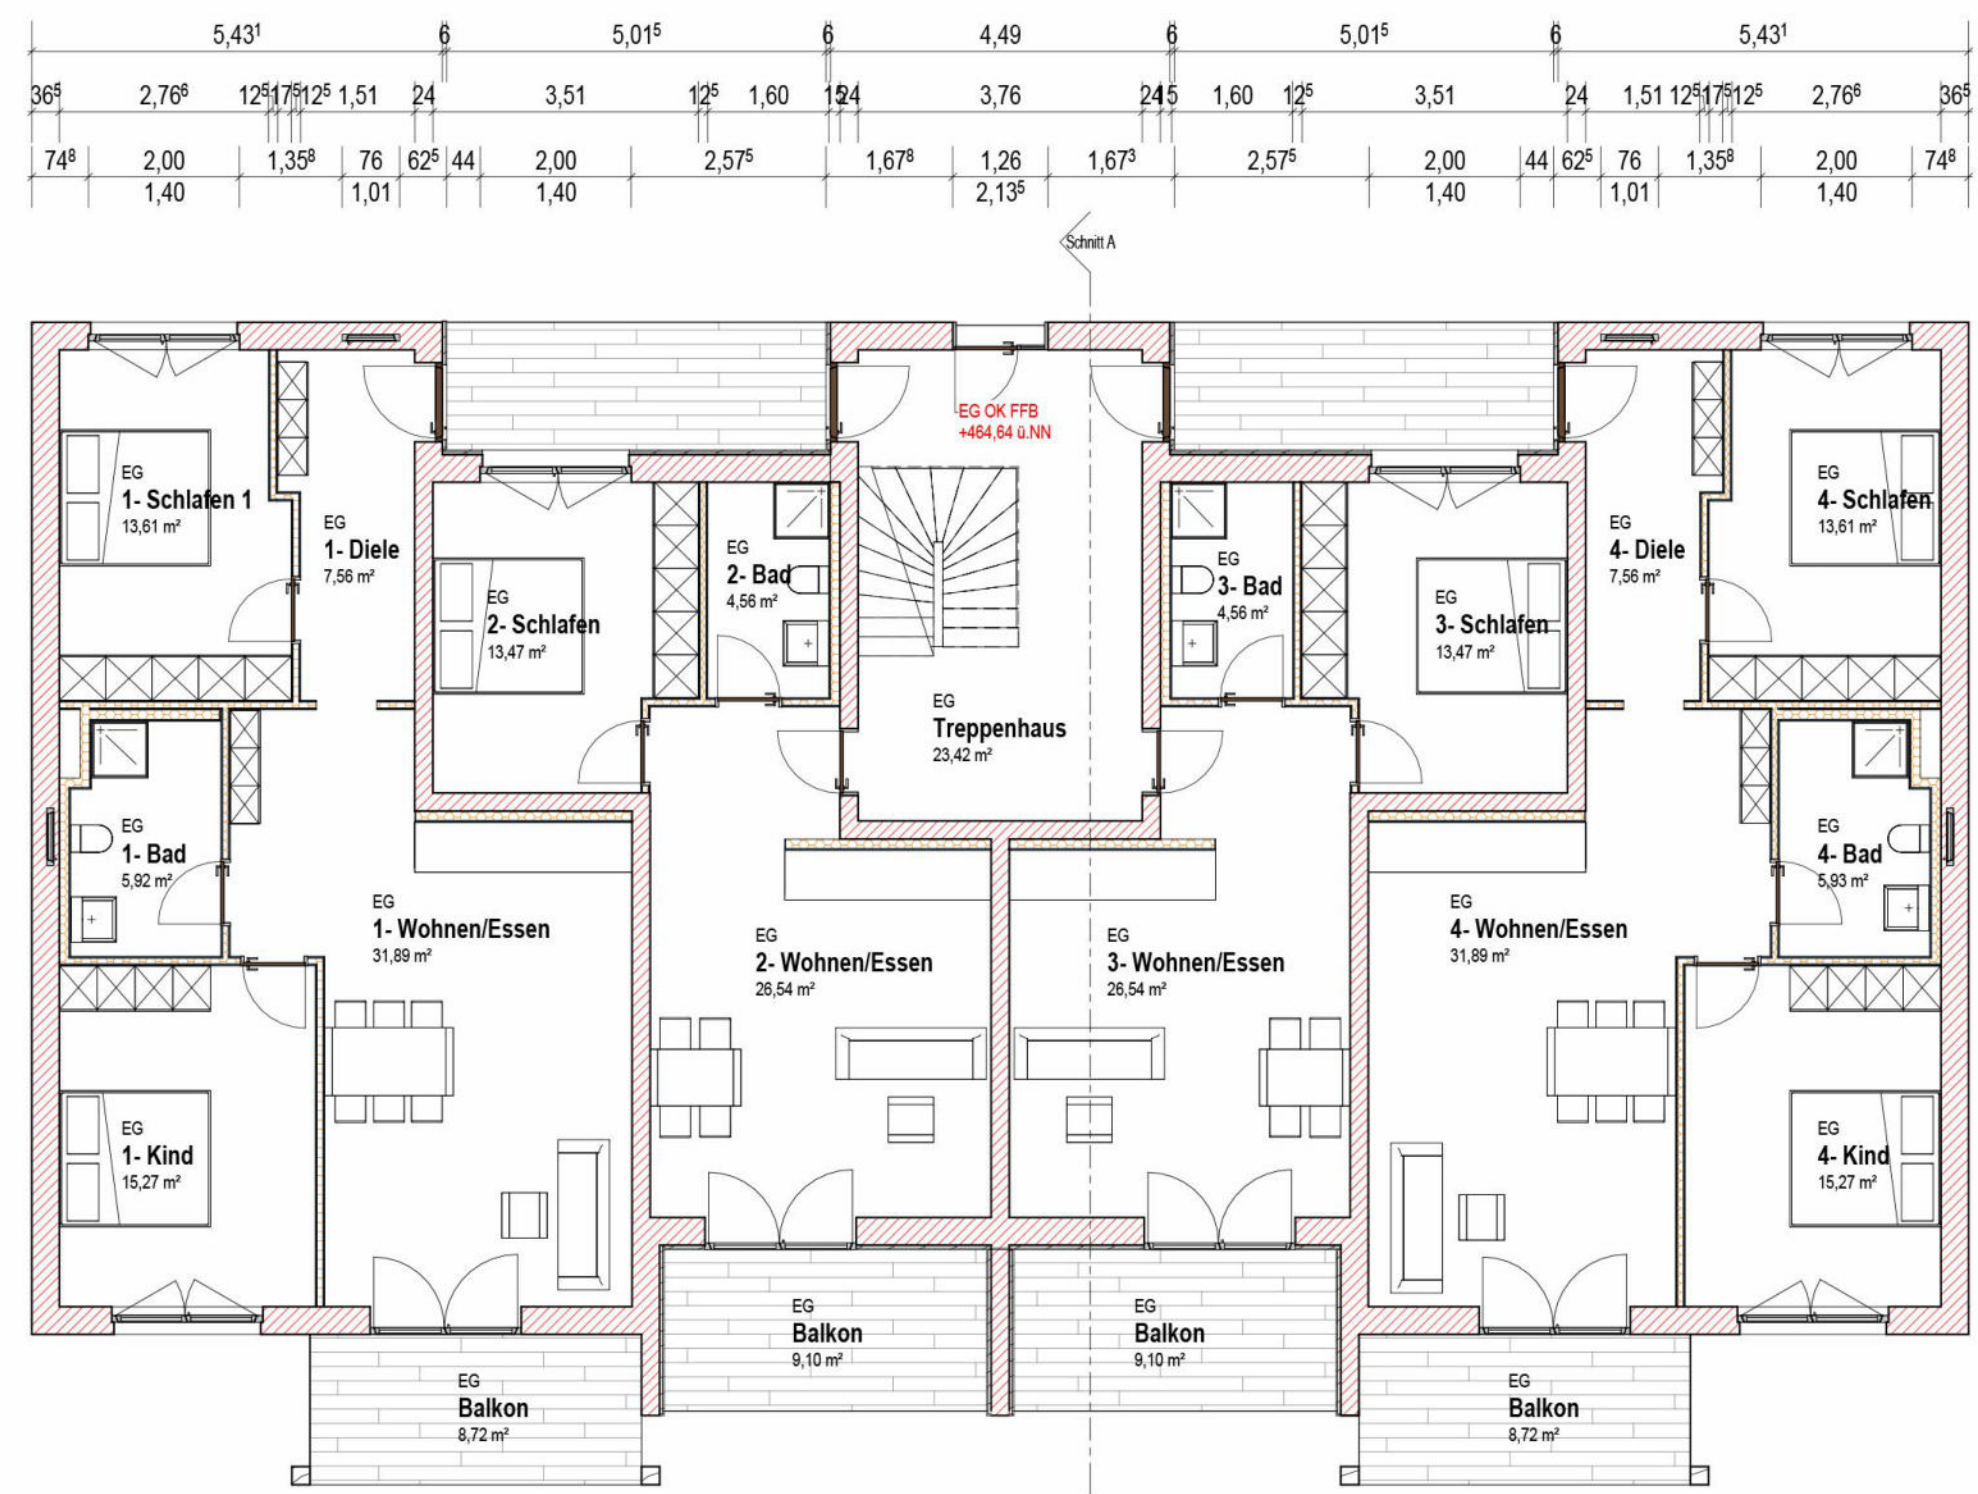 5,43¹ 6 5,01⁵ 6 4,49 6 5,01⁵ 6 5,43¹
36⁵ 2,76⁶ 12⁵ 17⁵ 12⁵ 1,51 24 3,51 12⁵ 1,60 15 24 3,76 24 15 1,60 12⁵ 3,51 24 1,51 12⁵ 17⁵ 12⁵ 2,76⁶ 36⁵
74⁸ 2,00 1,35⁸ 76 62⁵ 44 2,00 2,57⁵ 1,67⁸ 1,26 1,67³ 2,57⁵ 2,00 44 62⁵ 76 1,35⁸ 2,00 74⁸
1,40 1,01 1,40 2,13⁵ 1,40 1,01 1,40
Schnitt A
EG OK FFB
+464,64 ü.NN
EG
1- Schlafen 1
13,61 m²
EG
1- Diele
7,56 m²
EG
2- Schlafen
13,47 m²
EG
2- Bad
4,56 m²
EG
Treppenhaus
23,42 m²
EG
3- Bad
4,56 m²
EG
3- Schlafen
13,47 m²
EG
4- Diele
7,56 m²
EG
4- Schlafen
13,61 m²
EG
1- Bad
5,92 m²
EG
1- Wohnen/Essen
31,89 m²
EG
2- Wohnen/Essen
26,54 m²
EG
3- Wohnen/Essen
26,54 m²
EG
4- Wohnen/Essen
31,89 m²
EG
4- Bad
5,93 m²
EG
1- Kind
15,27 m²
EG
4- Kind
15,27 m²
EG
Balkon
8,72 m²
EG
Balkon
9,10 m²
EG
Balkon
9,10 m²
EG
Balkon
8,72 m²